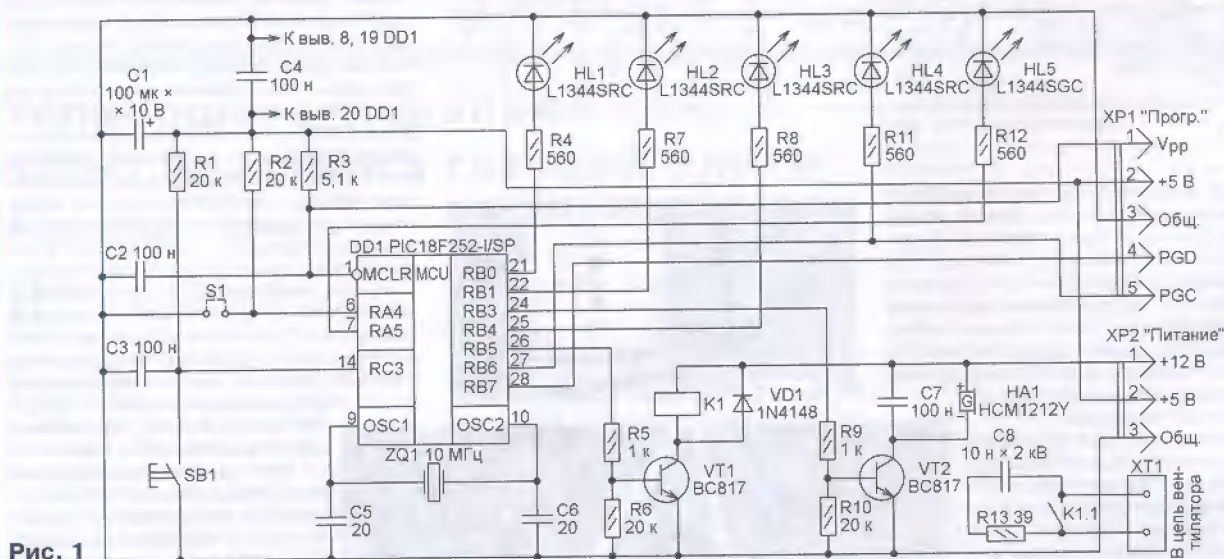 К выв. 8, 19 DD1
C1
100 мк ×
× 10 В
C4
100 н
К выв. 20 DD1
+
R1
20 к
R2
20 к
R3
5,1 к
HL1
L1344SRC
HL2
L1344SRC
HL3
L1344SRC
HL4
L1344SRC
HL5
L1344SGC
R4
560
R7
560
R8
560
R11
560
R12
560
XP1 "Прогр."
1 Vpp
2 +5 В
3 Общ.
4 PGD
5 PGC
DD1 PIC18F252-I/SP
C2 100 н
1 MCLR MCU RB0 21
RB1 22
RB3 24
RB4 25
RB5 26
RB6 27
RB7 28
S1
6 RA4
7 RA5
C3 100 н
14 RC3
9 OSC1 OSC2 10
ZQ1 10 МГц
SB1
C5
20
C6
20
R5
1 к
R6
20 к
K1
VD1
1N4148
VT1
BC817
R9
1 к
R10
20 к
C7
100 н
VT2
BC817
+
G
−
HA1
HCM1212Y
C8
10 н × 2 кВ
R13 39
K1.1
XP2 "Питание"
1 +12 В
2 +5 В
3 Общ.
XT1
В цепь вен-
тилятора
Рис. 1